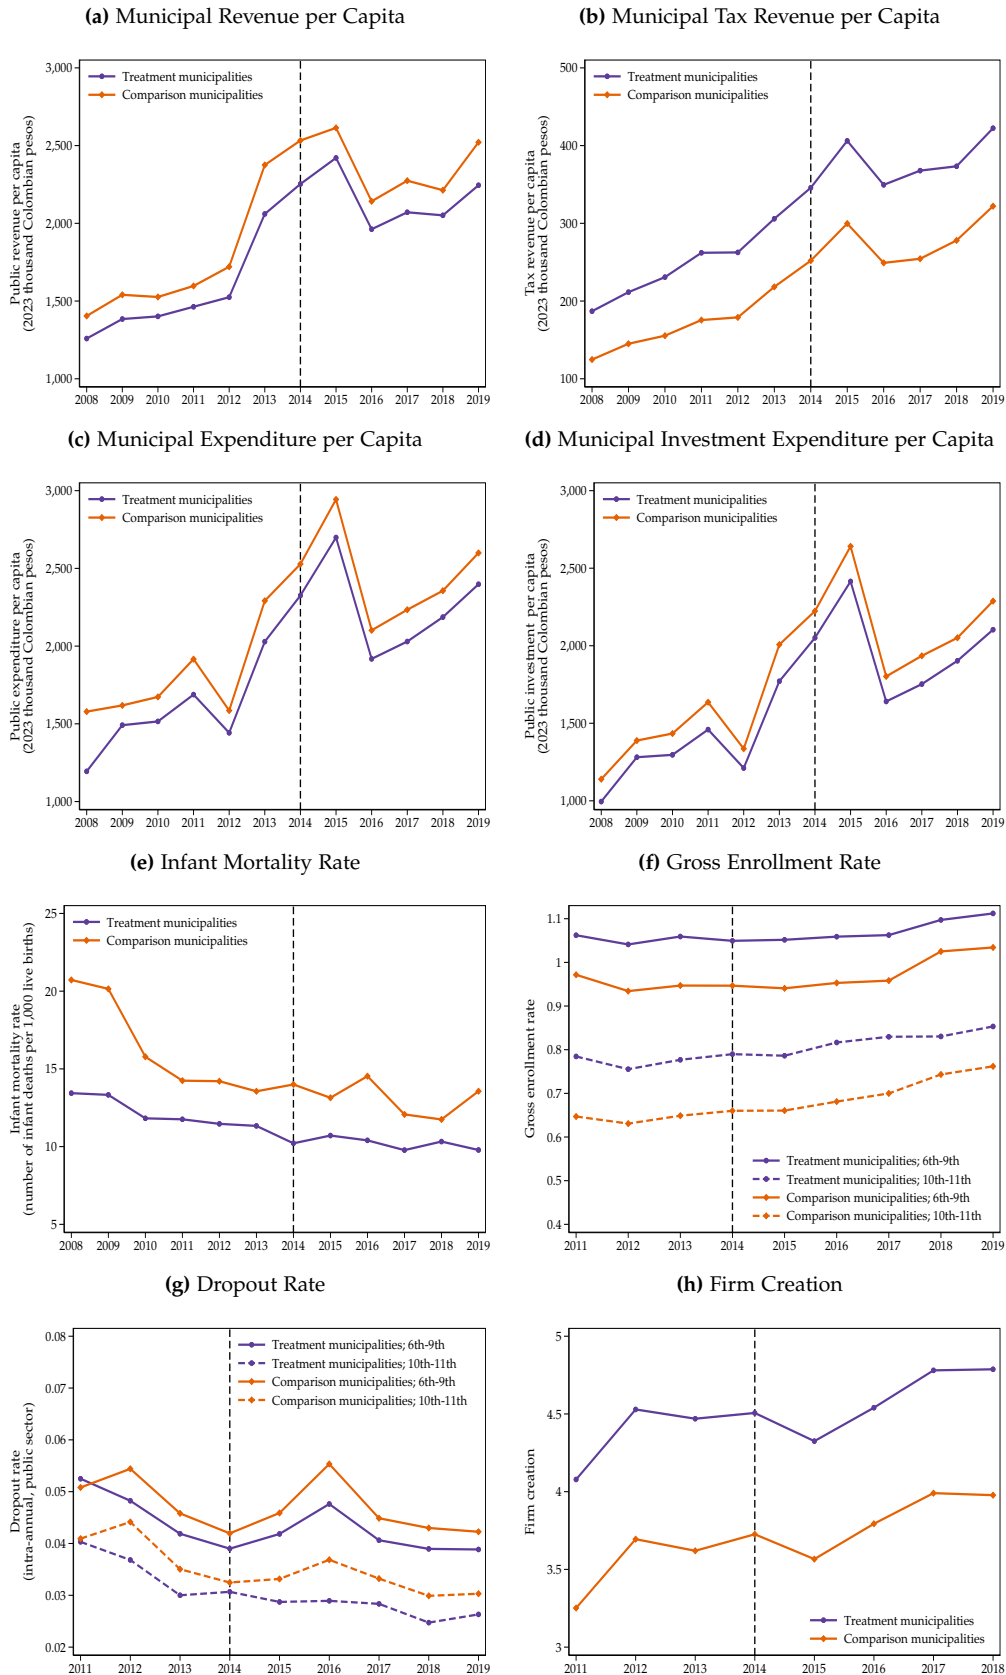 (a) Municipal Revenue per Capita
Public revenue per capita
(2023 thousand Colombian pesos)
3,000
2,500
2,000
1,500
1,000
Treatment municipalities
Comparison municipalities
2008 2009 2010 2011 2012 2013 2014 2015 2016 2017 2018 2019
(b) Municipal Tax Revenue per Capita
Tax revenue per capita
(2023 thousand Colombian pesos)
500
400
300
200
100
Treatment municipalities
Comparison municipalities
2008 2009 2010 2011 2012 2013 2014 2015 2016 2017 2018 2019
(c) Municipal Expenditure per Capita
Public expenditure per capita
(2023 thousand Colombian pesos)
3,000
2,500
2,000
1,500
1,000
Treatment municipalities
Comparison municipalities
2008 2009 2010 2011 2012 2013 2014 2015 2016 2017 2018 2019
(d) Municipal Investment Expenditure per Capita
Public investment per capita
(2023 thousand Colombian pesos)
3,000
2,500
2,000
1,500
1,000
Treatment municipalities
Comparison municipalities
2008 2009 2010 2011 2012 2013 2014 2015 2016 2017 2018 2019
(e) Infant Mortality Rate
Infant mortality rate
(number of infant deaths per 1,000 live births)
25
20
15
10
5
Treatment municipalities
Comparison municipalities
2008 2009 2010 2011 2012 2013 2014 2015 2016 2017 2018 2019
(f) Gross Enrollment Rate
Gross enrollment rate
1.1
1
0.9
0.8
0.7
0.6
0.5
0.4
Treatment municipalities; 6th-9th
Treatment municipalities; 10th-11th
Comparison municipalities; 6th-9th
Comparison municipalities; 10th-11th
2011 2012 2013 2014 2015 2016 2017 2018 2019
(g) Dropout Rate
Dropout rate
(intra-annual, public sector)
0.08
0.07
0.06
0.05
0.04
0.03
0.02
Treatment municipalities; 6th-9th
Treatment municipalities; 10th-11th
Comparison municipalities; 6th-9th
Comparison municipalities; 10th-11th
2011 2012 2013 2014 2015 2016 2017 2018 2019
(h) Firm Creation
Firm creation
5
4.5
4
3.5
3
Treatment municipalities
Comparison municipalities
2011 2012 2013 2014 2015 2016 2017 2018